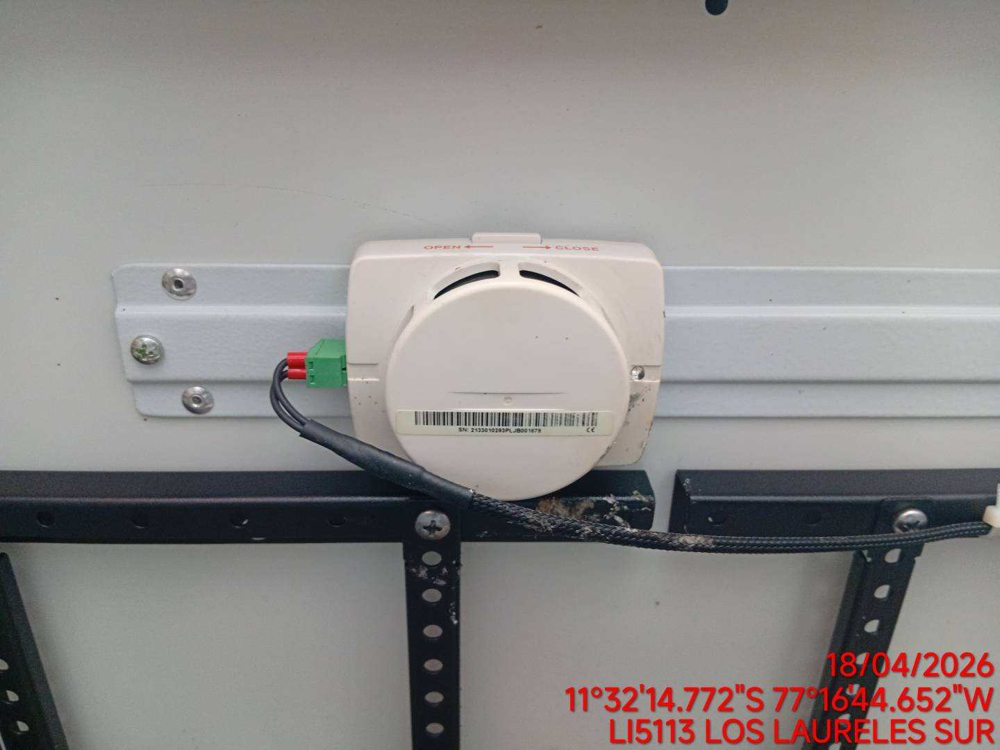 OPEN ← → CLOSE
SN: 2133010293PLJB001679 CE
18/04/2026
11°32'14.772"S 77°16'44.652"W
LI5113 LOS LAURELES SUR